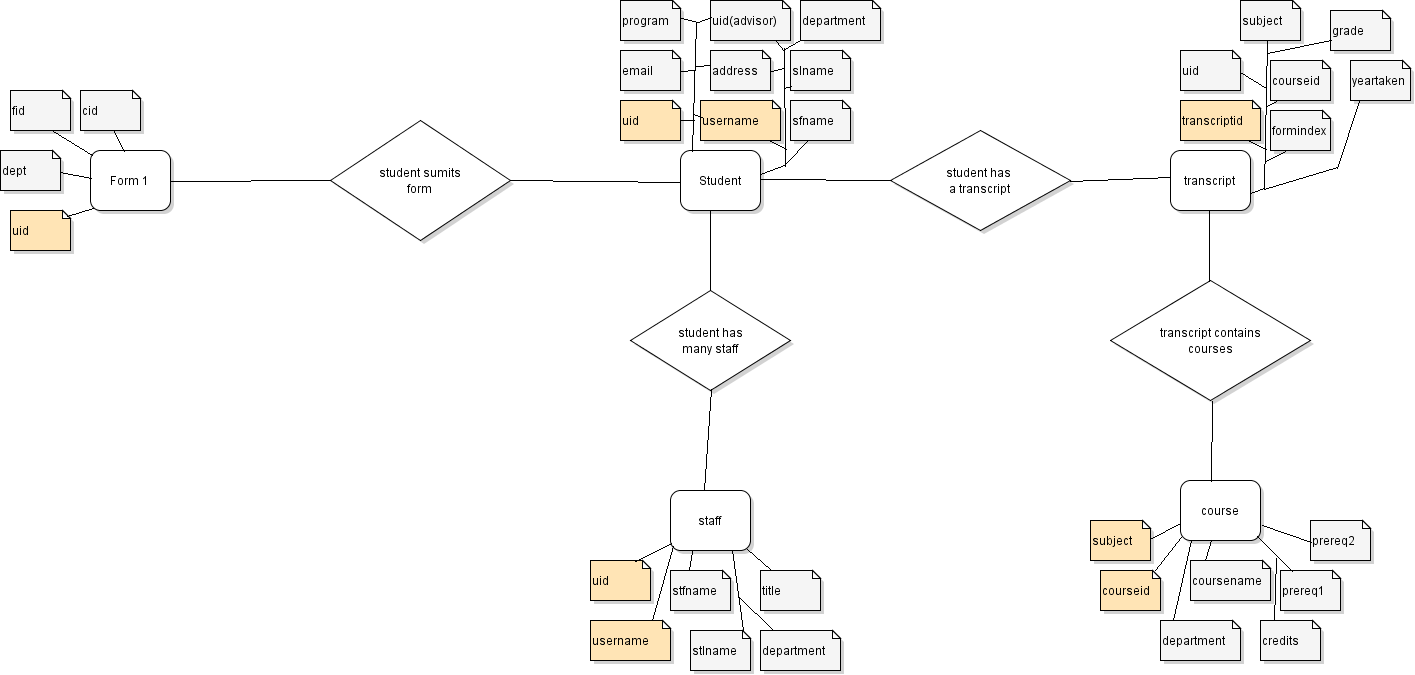 program
uid(advisor)
department
subject
grade
email
address
slname
uid
courseid
yeartaken
fid
cid
uid
username
sfname
transcriptid
formindex
dept
Form 1
student sumits
form
Student
student has
a transcript
transcript
uid
student has
many staff
transcript contains
courses
staff
course
subject
prereq2
uid
stfname
title
courseid
coursename
prereq1
username
stlname
department
department
credits